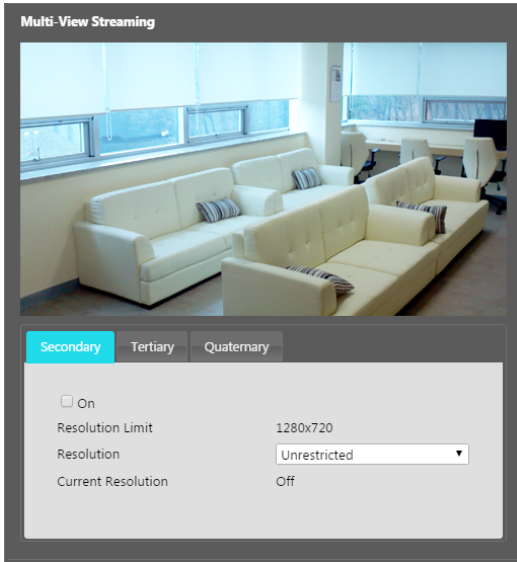 Multi-View Streaming
Secondary Tertiary Quaternary
On
Resolution Limit 1280x720
Resolution Unrestricted
Current Resolution Off